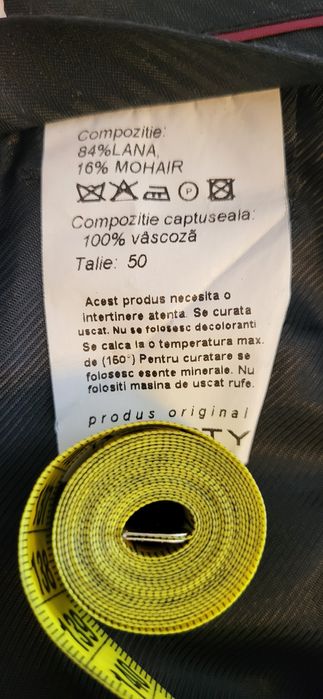 Compozitie:
84%LANA,
16% MOHAIR
P
Compozitie captuseala:
100% vâscoză
Talie: 50
Acest produs necesita o
intertinere atenta. Se curata
uscat. Nu se folosesc decoloranti
Se calca la o temperatura max.
de (160°) Pentru curatare se
folosesc esente minerale. Nu
folositi masina de uscat rufe.
produs original
TY